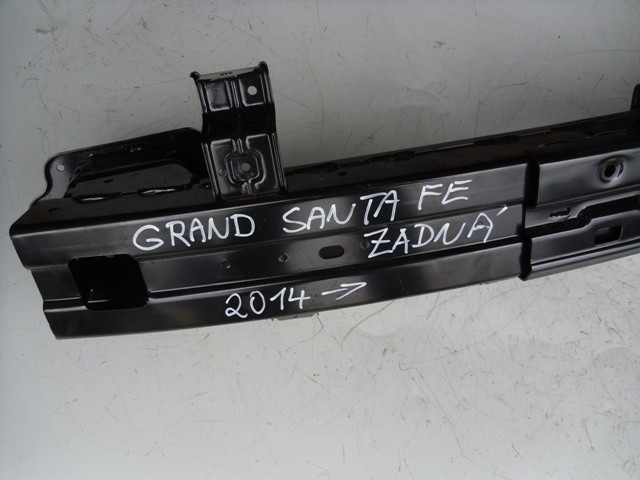 GRAND SANTA FE
ZADNÁ
2014 →